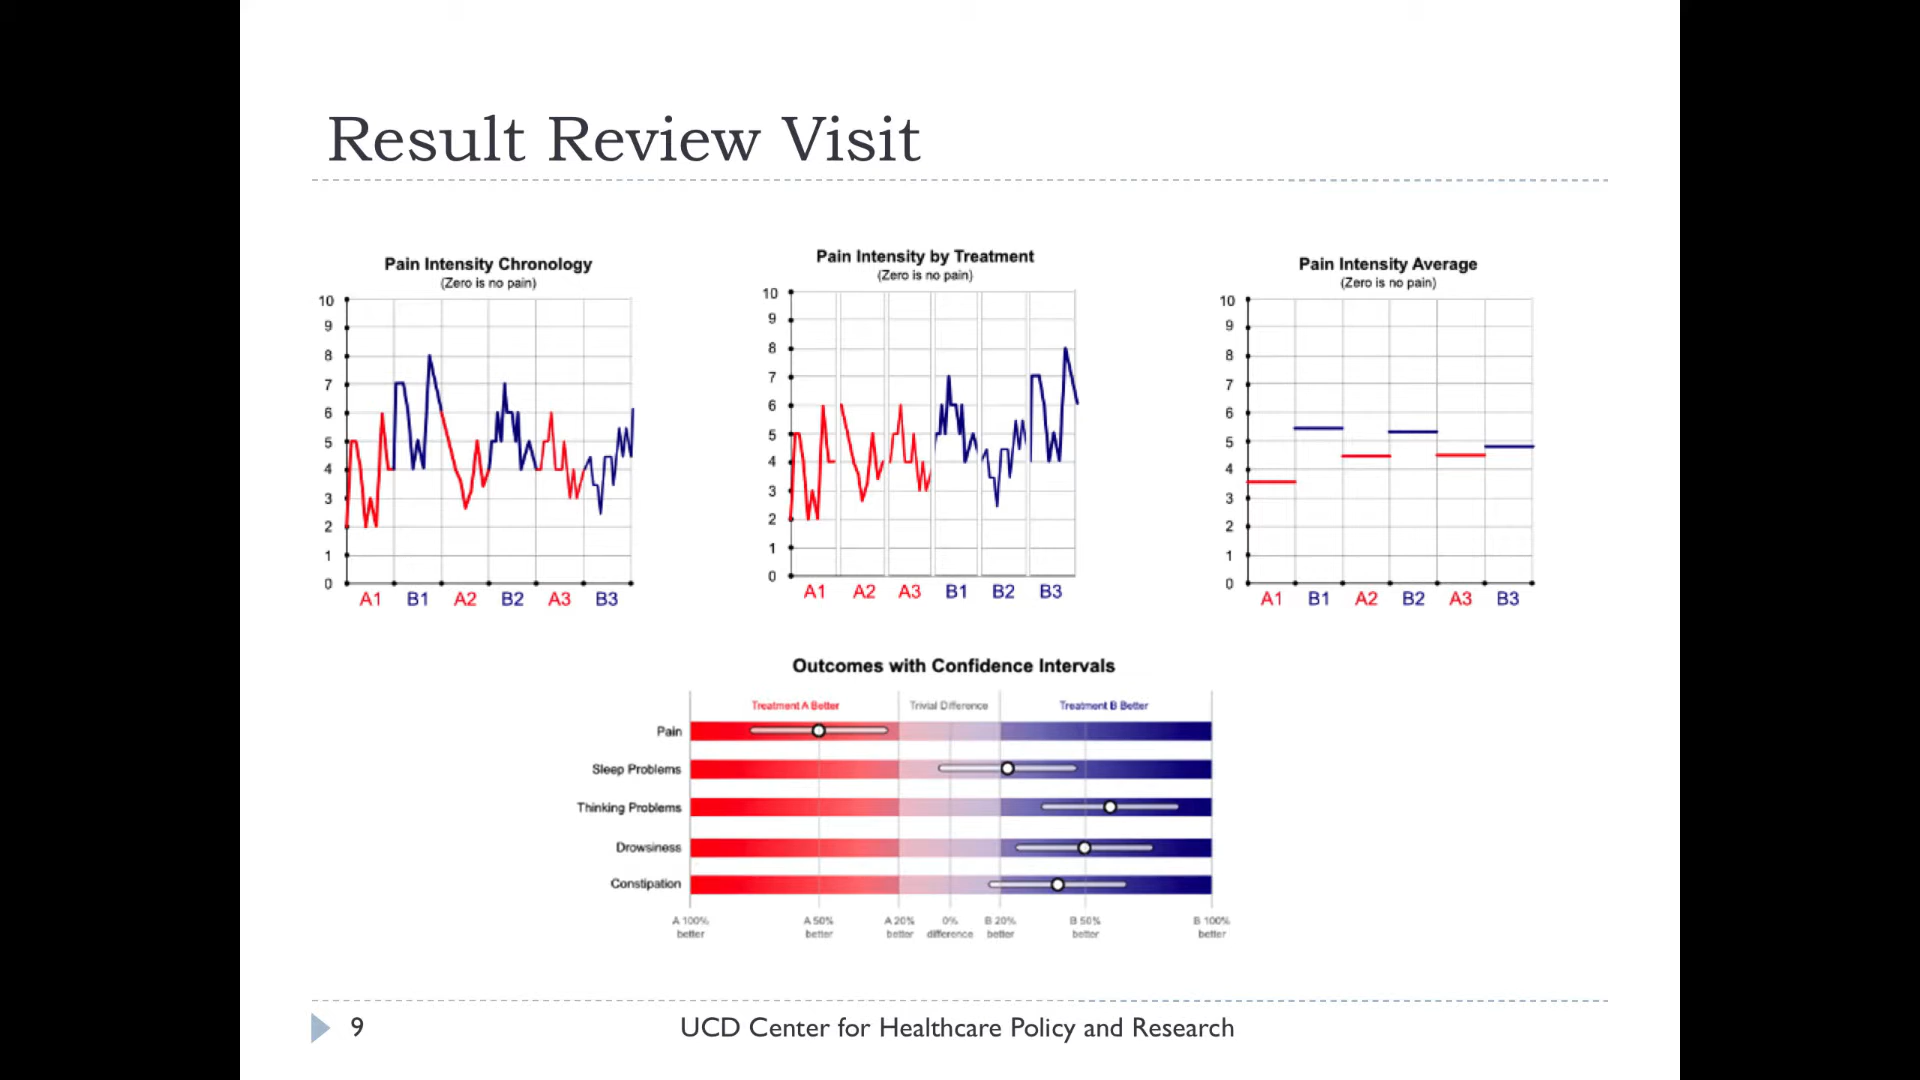 Result Review Visit
Pain Intensity Chronology
(Zero is no pain)
10
9
8
7
6
5
4
3
2
1
0
A1 B1 A2 B2 A3 B3
Pain Intensity by Treatment
(Zero is no pain)
10
9
8
7
6
5
4
3
2
1
0
A1 A2 A3 B1 B2 B3
Pain Intensity Average
(Zero is no pain)
10
9
8
7
6
5
4
3
2
1
0
A1 B1 A2 B2 A3 B3
Outcomes with Confidence Intervals
Treatment A Better Trivial Difference Treatment B Better
Pain
Sleep Problems
Thinking Problems
Drowsiness
Constipation
A 100% A 50% A 20% 0% B 20% B 50% B 100%
better better better difference better better better
9 UCD Center for Healthcare Policy and Research